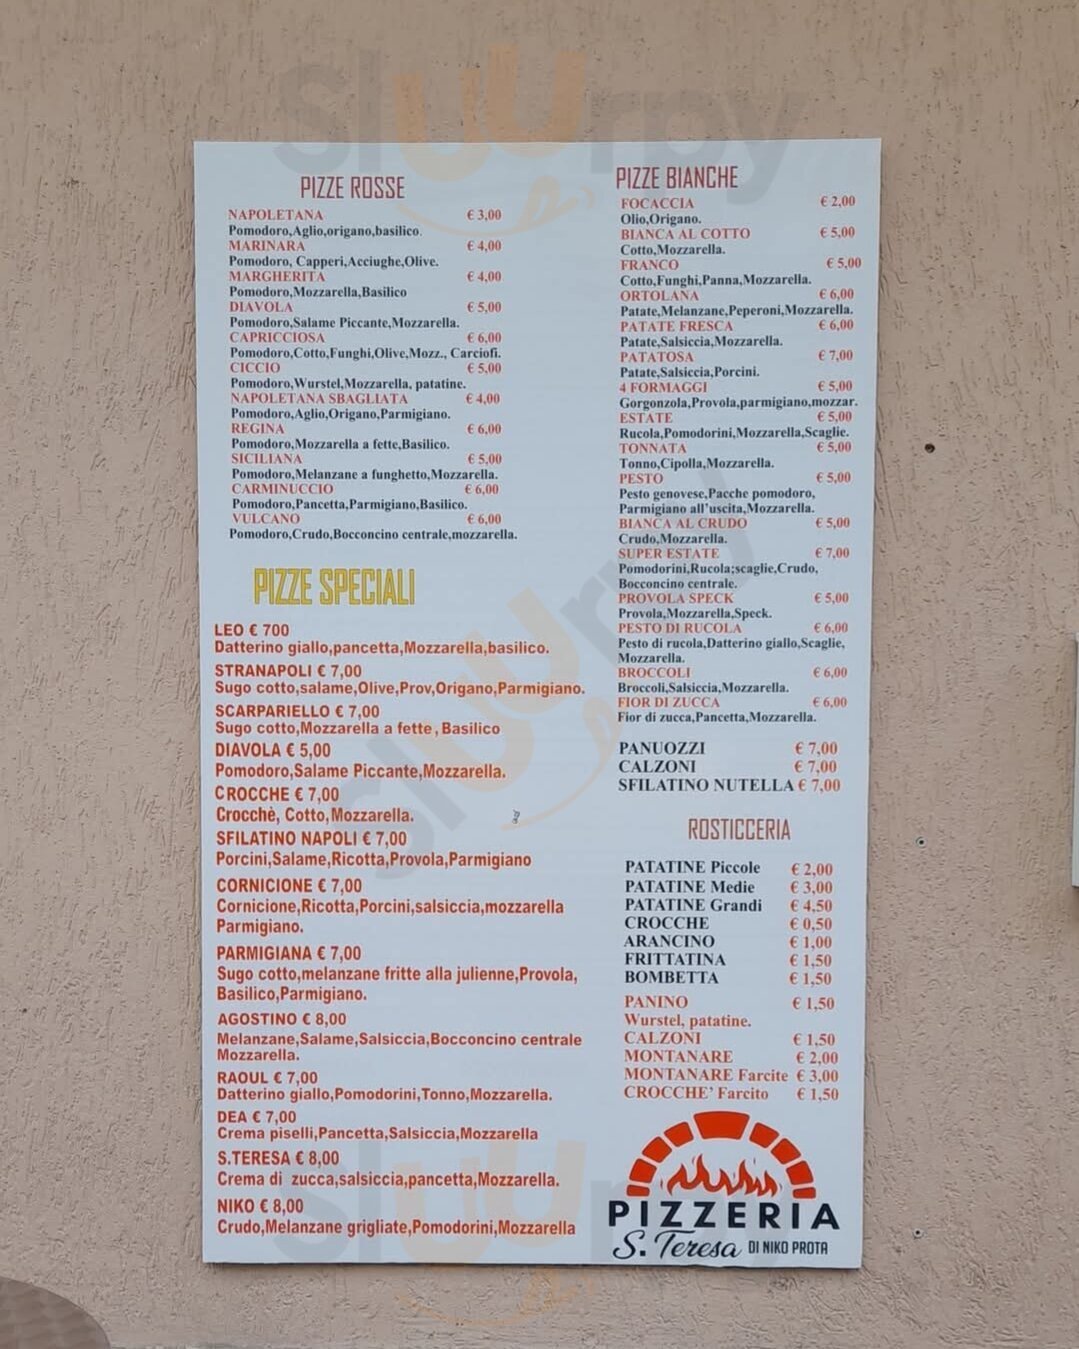 PIZZE ROSSE
NAPOLETANA € 3,00
Pomodoro,Aglio,origano,basilico.
MARINARA € 4,00
Pomodoro, Capperi,Acciughe,Olive.
MARGHERITA € 4,00
Pomodoro,Mozzarella,Basilico
DIAVOLA € 5,00
Pomodoro,Salame Piccante,Mozzarella.
CAPRICCIOSA € 6,00
Pomodoro,Cotto,Funghi,Olive,Mozz., Carciofi.
CICCIO € 5,00
Pomodoro,Wurstel,Mozzarella, patatine.
NAPOLETANA SBAGLIATA € 4,00
Pomodoro,Aglio,Origano,Parmigiano.
REGINA € 6,00
Pomodoro,Mozzarella a fette,Basilico.
SICILIANA € 5,00
Pomodoro,Melanzane a funghetto,Mozzarella.
CARMINUCCIO € 6,00
Pomodoro,Pancetta,Parmigiano,Basilico.
VULCANO € 6,00
Pomodoro,Crudo,Bocconcino centrale,mozzarella.
PIZZE SPECIALI
LEO € 700
Datterino giallo,pancetta,Mozzarella,basilico.
STRANAPOLI € 7,00
Sugo cotto,salame,Olive,Prov,Origano,Parmigiano.
SCARPARIELLO € 7,00
Sugo cotto,Mozzarella a fette , Basilico
DIAVOLA € 5,00
Pomodoro,Salame Piccante,Mozzarella.
CROCCHE € 7,00
Crocchè, Cotto,Mozzarella.
SFILATINO NAPOLI € 7,00
Porcini,Salame,Ricotta,Provola,Parmigiano
CORNICIONE € 7,00
Cornicione,Ricotta,Porcini,salsiccia,mozzarella
Parmigiano.
PARMIGIANA € 7,00
Sugo cotto,melanzane fritte alla julienne,Provola,
Basilico,Parmigiano.
AGOSTINO € 8,00
Melanzane,Salame,Salsiccia,Bocconcino centrale
Mozzarella.
RAOUL € 7,00
Datterino giallo,Pomodorini,Tonno,Mozzarella.
DEA € 7,00
Crema piselli,Pancetta,Salsiccia,Mozzarella
S.TERESA € 8,00
Crema di zucca,salsiccia,pancetta,Mozzarella.
NIKO € 8,00
Crudo,Melanzane grigliate,Pomodorini,Mozzarella
PIZZE BIANCHE
FOCACCIA € 2,00
Olio,Origano.
BIANCA AL COTTO € 5,00
Cotto,Mozzarella.
FRANCO € 5,00
Cotto,Funghi,Panna,Mozzarella.
ORTOLANA € 6,00
Patate,Melanzane,Peperoni,Mozzarella.
PATATE FRESCA € 6,00
Patate,Salsiccia,Mozzarella.
PATATOSA € 7,00
Patate,Salsiccia,Porcini.
4 FORMAGGI € 5,00
Gorgonzola,Provola,parmigiano,mozzar.
ESTATE € 5,00
Rucola,Pomodorini,Mozzarella,Scaglie.
TONNATA € 5,00
Tonno,Cipolla,Mozzarella.
PESTO € 5,00
Pesto genovese,Pacche pomodoro,
Parmigiano all'uscita,Mozzarella.
BIANCA AL CRUDO € 5,00
Crudo,Mozzarella.
SUPER ESTATE € 7,00
Pomodorini,Rucola;scaglie,Crudo,
Bocconcino centrale.
PROVOLA SPECK € 5,00
Provola,Mozzarella,Speck.
PESTO DI RUCOLA € 6,00
Pesto di rucola,Datterino giallo,Scaglie,
Mozzarella.
BROCCOLI € 6,00
Broccoli,Salsiccia,Mozzarella.
FIOR DI ZUCCA € 6,00
Fior di zucca,Pancetta,Mozzarella.
PANUOZZI € 7,00
CALZONI € 7,00
SFILATINO NUTELLA € 7,00
ROSTICCERIA
PATATINE Piccole € 2,00
PATATINE Medie € 3,00
PATATINE Grandi € 4,50
CROCCHE € 0,50
ARANCINO € 1,00
FRITTATINA € 1,50
BOMBETTA € 1,50
PANINO € 1,50
Wurstel, patatine.
CALZONI € 1,50
MONTANARE € 2,00
MONTANARE Farcite € 3,00
CROCCHE' Farcito € 1,50
PIZZERIA
S. Teresa DI NIKO PROTA
Sluurpy
Sluurpy
Sluurpy